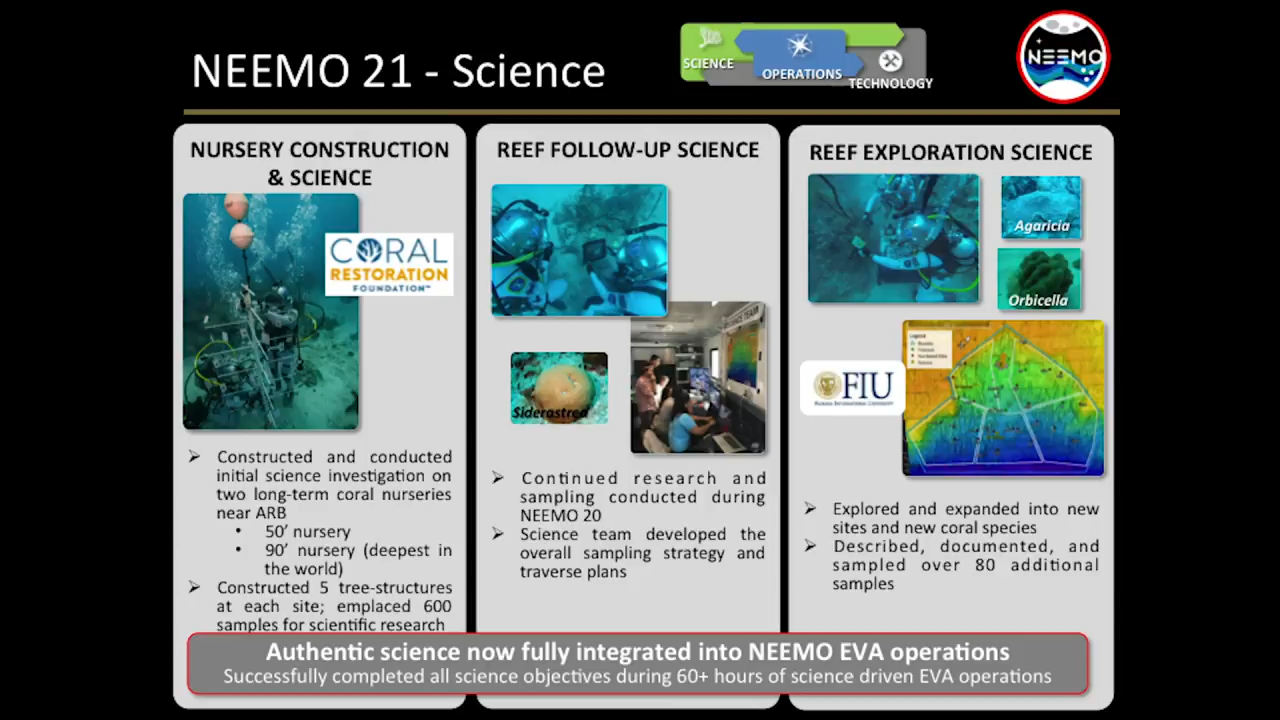 NEEMO 21 - Science
SCIENCE
OPERATIONS
TECHNOLOGY
NEEMO
NURSERY CONSTRUCTION
& SCIENCE
CORAL
RESTORATION
FOUNDATION™
➢ Constructed and conducted
initial science investigation on
two long-term coral nurseries
near ARB
• 50’ nursery
• 90’ nursery (deepest in
the world)
➢ Constructed 5 tree-structures
at each site; emplaced 600
samples for scientific research
REEF FOLLOW-UP SCIENCE
Siderastrea
➢ Continued research and
sampling conducted during
NEEMO 20
➢ Science team developed the
overall sampling strategy and
traverse plans
REEF EXPLORATION SCIENCE
Agaricia
Orbicella
FIU
FLORIDA INTERNATIONAL UNIVERSITY
➢ Explored and expanded into new
sites and new coral species
➢ Described, documented, and
sampled over 80 additional
samples
Authentic science now fully integrated into NEEMO EVA operations
Successfully completed all science objectives during 60+ hours of science driven EVA operations